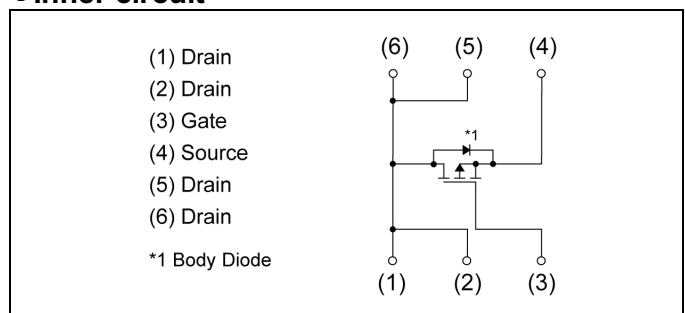 Inner circuit
(1) Drain
(2) Drain
(3) Gate
(4) Source
(5) Drain
(6) Drain
*1 Body Diode
(6) (5) (4)
*1
(1) (2) (3)